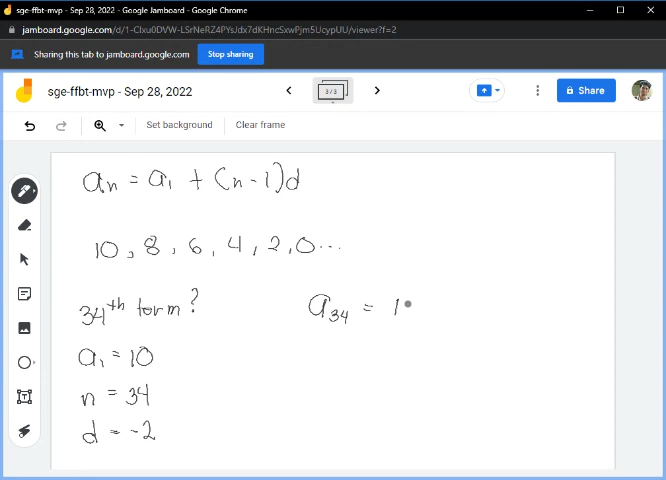 sge-ffbt-mvp - Sep 28, 2022 - Google Jamboard - Google Chrome
jamboard.google.com/d/1-CIxu0DVW-LSrNeRZ4PYsJdx7dKHncSxwPjm5UcypUU/viewer?f=2
Sharing this tab to jamboard.google.com
Stop sharing
sge-ffbt-mvp - Sep 28, 2022
3 / 3
Share
Set background
Clear frame
aₙ = a₁ + (n - 1)d
10, 8, 6, 4, 2, 0...
34th term?
a₃₄ = 1
a₁ = 10
n = 34
d = -2